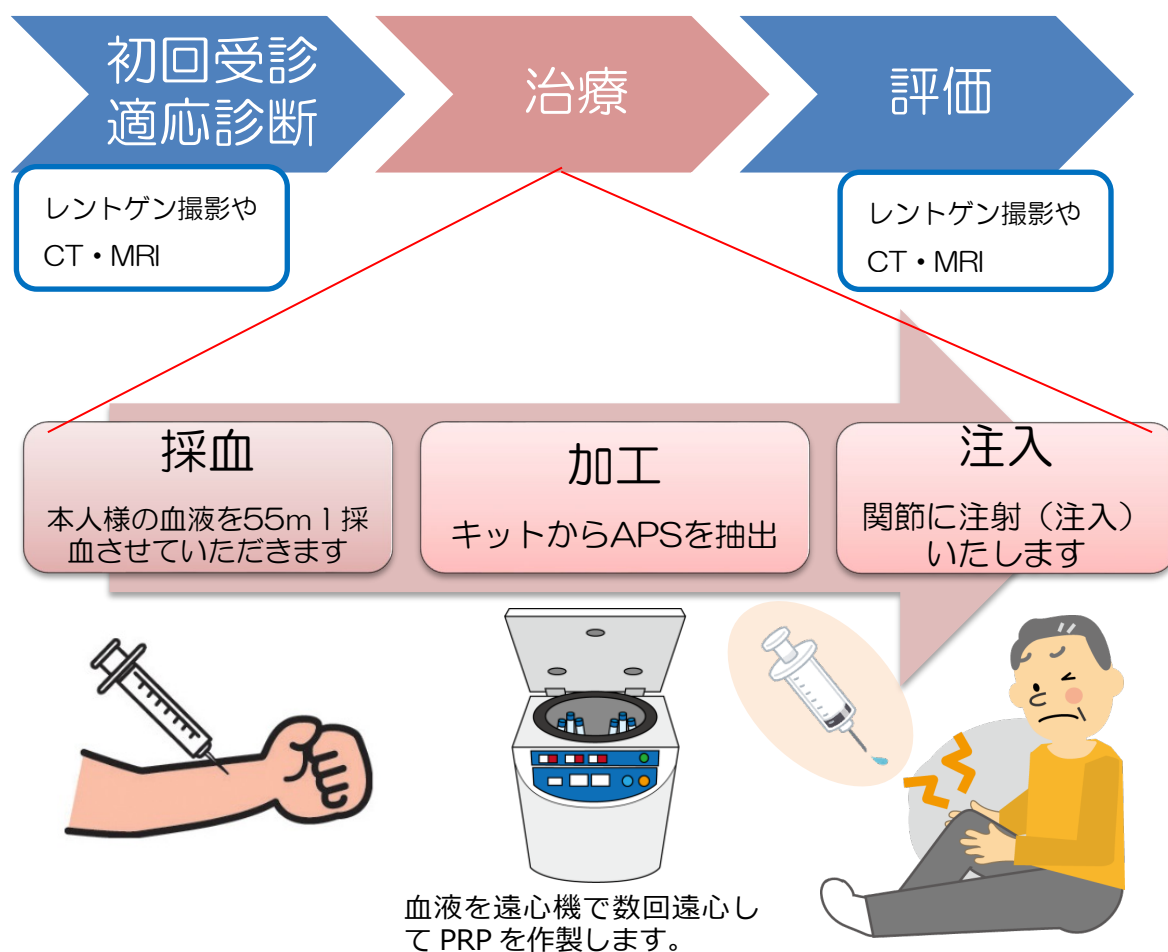 初回受診
適応診断
治療
評価
レントゲン撮影や
CT・MRI
レントゲン撮影や
CT・MRI
採血
本人様の血液を55mｌ採
血させていただきます
加工
キットからAPSを抽出
注入
関節に注射（注入）
いたします
血液を遠心機で数回遠心し
て PRP を作製します。